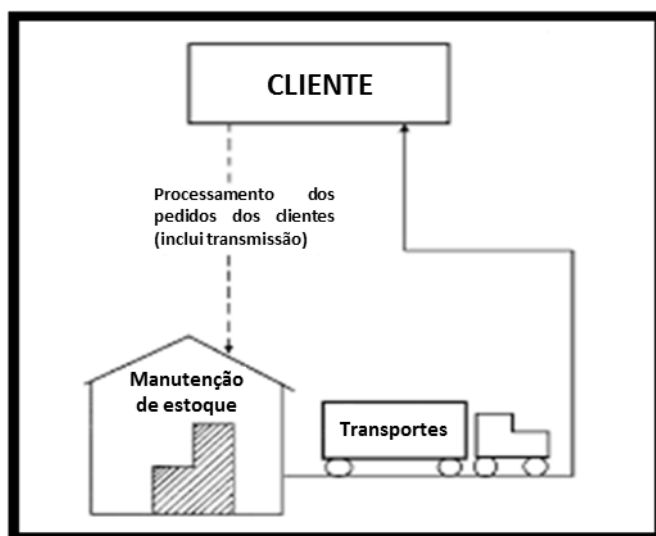 CLIENTE
Processamento dos
pedidos dos clientes
(inclui transmissão)
Manutenção
de estoque
Transportes